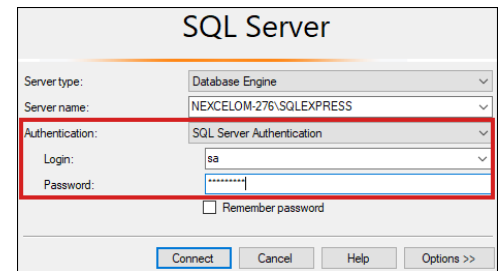 SQL Server
Server type: Database Engine
Server name: NEXCELOM-276\SQLEXPRESS
Authentication: SQL Server Authentication
Login: sa
Password: *********
Remember password
Connect Cancel Help Options >>